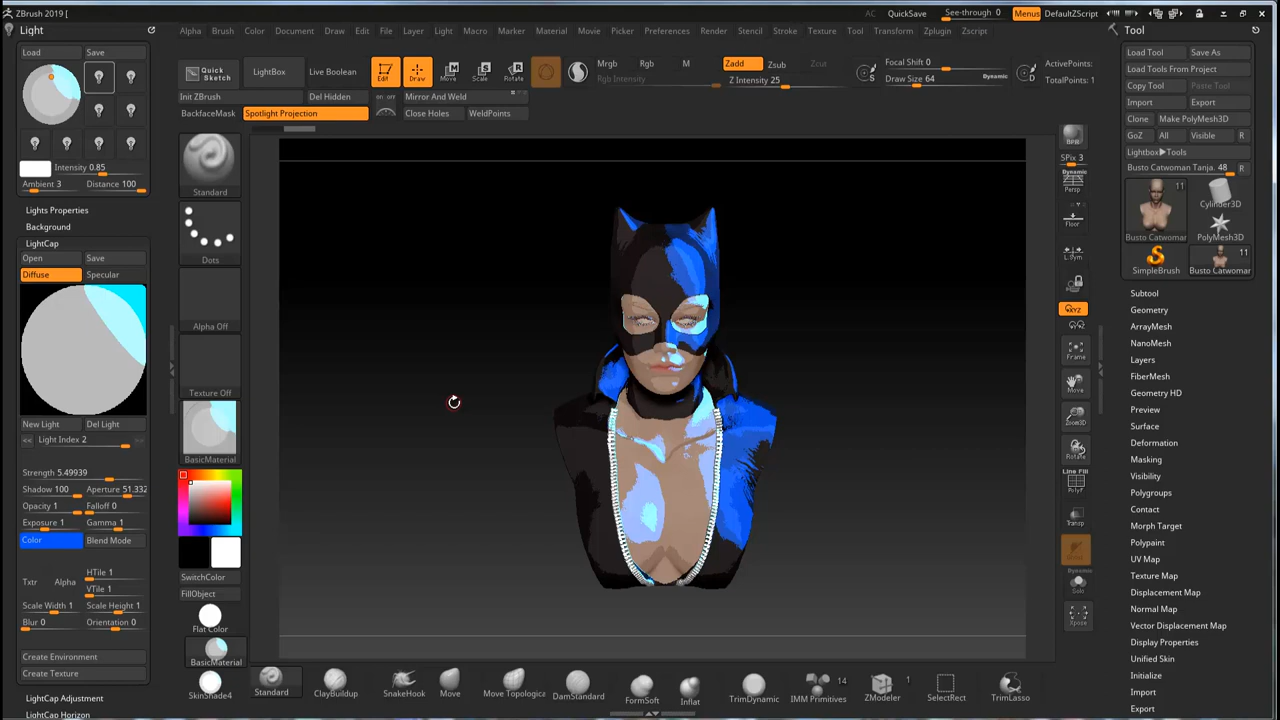 ZBrush 2019 [
AC QuickSave See-through 0 Menus DefaultZScript
Light
Alpha Brush Color Document Draw Edit File Layer Light Macro Marker Material Movie Picker Preferences Render Stencil Stroke Texture Tool Transform Zplugin Zscript
Tool
Load Save
Quick Sketch
LightBox
Live Boolean
Edit Draw Move Scale Rotate
Mrgb Rgb M
Rgb Intensity
Zadd Zsub
Z Intensity 25
Focal Shift 0
Draw Size 64 Dynamic
ActivePoints:
TotalPoints: 1
Init ZBrush Del Hidden on off Mirror And Weld
BackfaceMask Spotlight Projection Close Holes WeldPoints
Intensity 0.85
Ambient 3 Distance 100
Lights Properties
Background
LightCap
Open Save
Diffuse Specular
New Light Del Light
<< Light Index 2 >>
Strength 5.49939
Shadow 100 Aperture 51.332
Opacity 1 Falloff 0
Exposure 1 Gamma 1
Color Blend Mode
HTile 1
Txtr Alpha
VTile 1
Scale Width 1 Scale Height 1
Blur 0 Orientation 0
Create Environment
Create Texture
LightCap Adjustment
LightCap Horizon
Standard
Dots
Alpha Off
Texture Off
BasicMaterial
SwitchColor
FillObject
Flat Color
BasicMaterial
SkinShade4
Standard ClayBuildup SnakeHook Move Move Topologica DamStandard FormSoft Inflat TrimDynamic IMM Primitives 14 ZModeler 1 SelectRect TrimLasso
BPR
SPix 3
Dynamic
Persp
Floor
L.Sym
XYZ
Frame
Move
Zoom3D
Rotate
Line Fill
PolyF
Transp
Dynamic
Solo
Xpose
Load Tool Save As
Load Tools From Project
Copy Tool Paste Tool
Import Export
Clone Make PolyMesh3D
GoZ All Visible R
Lightbox▶Tools
Busto Catwoman Tanja. 48 R
11
Busto Catwoman
Cylinder3D
PolyMesh3D
SimpleBrush
11
Busto Catwoman
Subtool
Geometry
ArrayMesh
NanoMesh
Layers
FiberMesh
Geometry HD
Preview
Surface
Deformation
Masking
Visibility
Polygroups
Contact
Morph Target
Polypaint
UV Map
Texture Map
Displacement Map
Normal Map
Vector Displacement Map
Display Properties
Unified Skin
Initialize
Import
Export